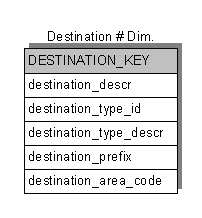 Destination # Dim.
DESTINATION_KEY
destination_descr
destination_type_id
destination_type_descr
destination_prefix
destination_area_code